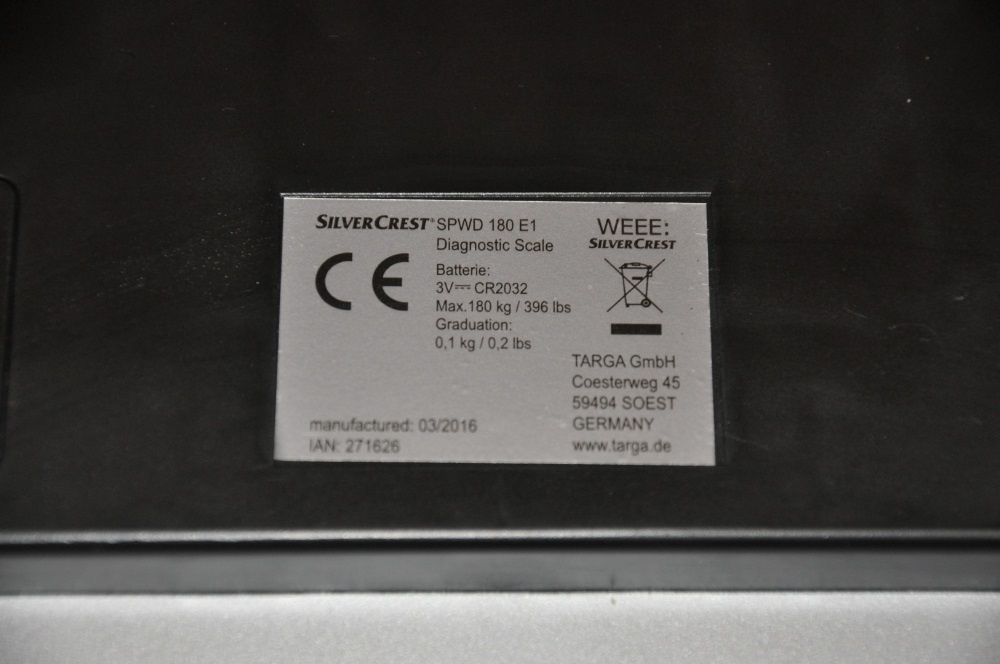 SILVERCREST® SPWD 180 E1
Diagnostic Scale
CE
Batterie:
3V⎓ CR2032
Max.180 kg / 396 lbs
Graduation:
0,1 kg / 0,2 lbs
manufactured: 03/2016
IAN: 271626
WEEE:
SILVERCREST
TARGA GmbH
Coesterweg 45
59494 SOEST
GERMANY
www.targa.de